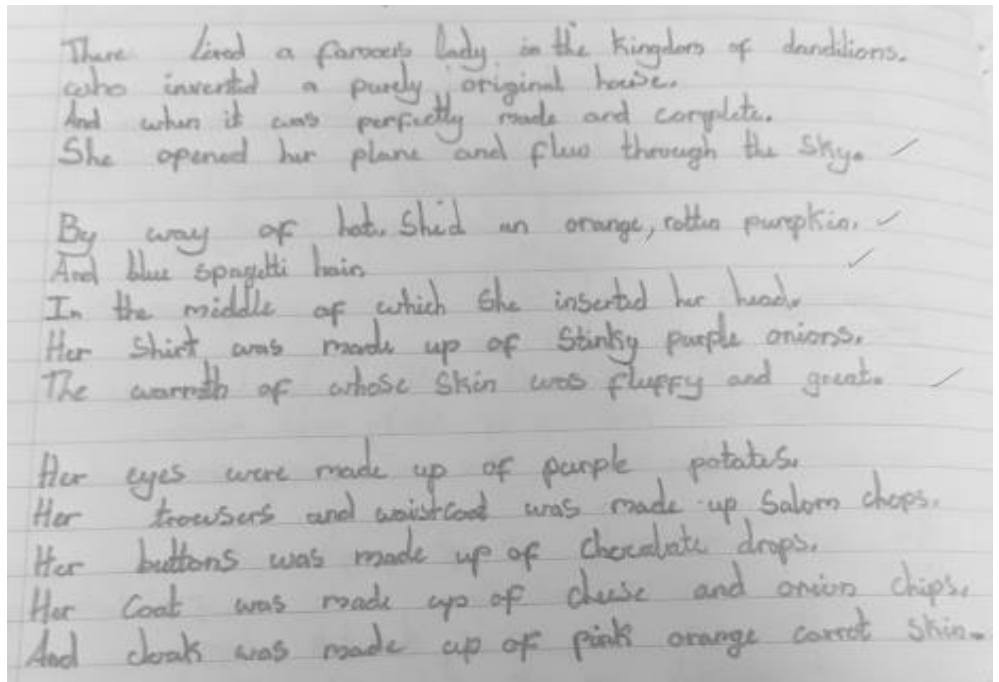 There lived a famous lady in the kingdom of danditions.
who invented a purely original house.
And when it was perfectly made and complete.
She opened her plane and flew through the sky.
By way of hat. She'd an orange, rotten pumpkin.
And blue spagetti hair.
In the middle of which she inserted her head.
Her shirt was made up of stinky purple onions.
The warmth of whose skin was fluffy and great.
Her eyes were made up of purple potatos.
Her trowsers and waistcoat was made up salom chops.
Her buttons was made up of chocalate drops.
Her coat was made up of cheese and onion chips.
And cloak was made up of pink orange carrot skin.